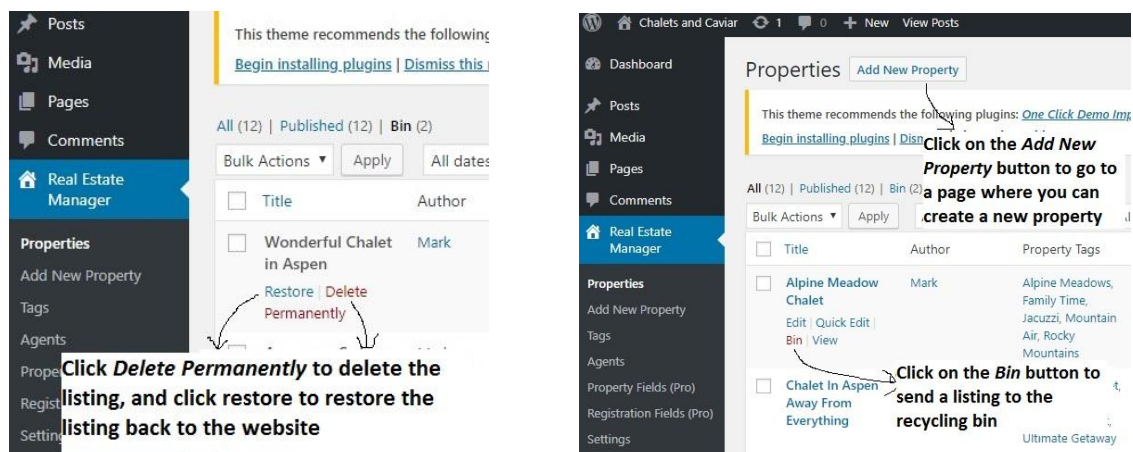 Posts
This theme recommends the following
Media
Begin installing plugins | Dismiss this
Pages
Comments
All (12) | Published (12) | Bin (2)
Bulk Actions ▼ Apply All dates
Real Estate
Manager
Title Author
Properties
Wonderful Chalet Mark
in Aspen
Add New Property
Restore | Delete
Permanently
Tags
Agents
Click Delete Permanently to delete the
listing, and click restore to restore the
listing back to the website
Chalets and Caviar 1 0 + New View Posts
Dashboard
Properties Add New Property
Posts
This theme recommends the following plugins: One Click Demo
Media
Begin installing plugins
Pages
Click on the Add New
Property button to go to
a page where you can
create a new property
Comments
All (12) | Published (12) | Bin (2)
Bulk Actions ▼ Apply
Real Estate
Manager
Title Author Property Tags
Properties
Alpine Meadow Mark Alpine Meadows,
Chalet Family Time,
Add New Property
Edit | Quick Edit | Jacuzzi, Mountain
Tags
Bin | View Air, Rocky
Mountains
Agents
Click on the Bin button to
send a listing to the
recycling bin
Property Fields (Pro)
Chalet In Aspen
Away From
Everything
Registration Fields (Pro)
Settings
Ultimate Getaway